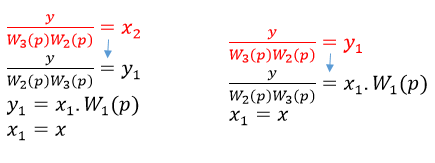 y / W₃(p)W₂(p) = x₂
y / W₂(p)W₃(p) = y₁
y₁ = x₁. W₁(p)
x₁ = x
y / W₃(p)W₂(p) = y₁
y / W₂(p)W₃(p) = x₁. W₁(p)
x₁ = x